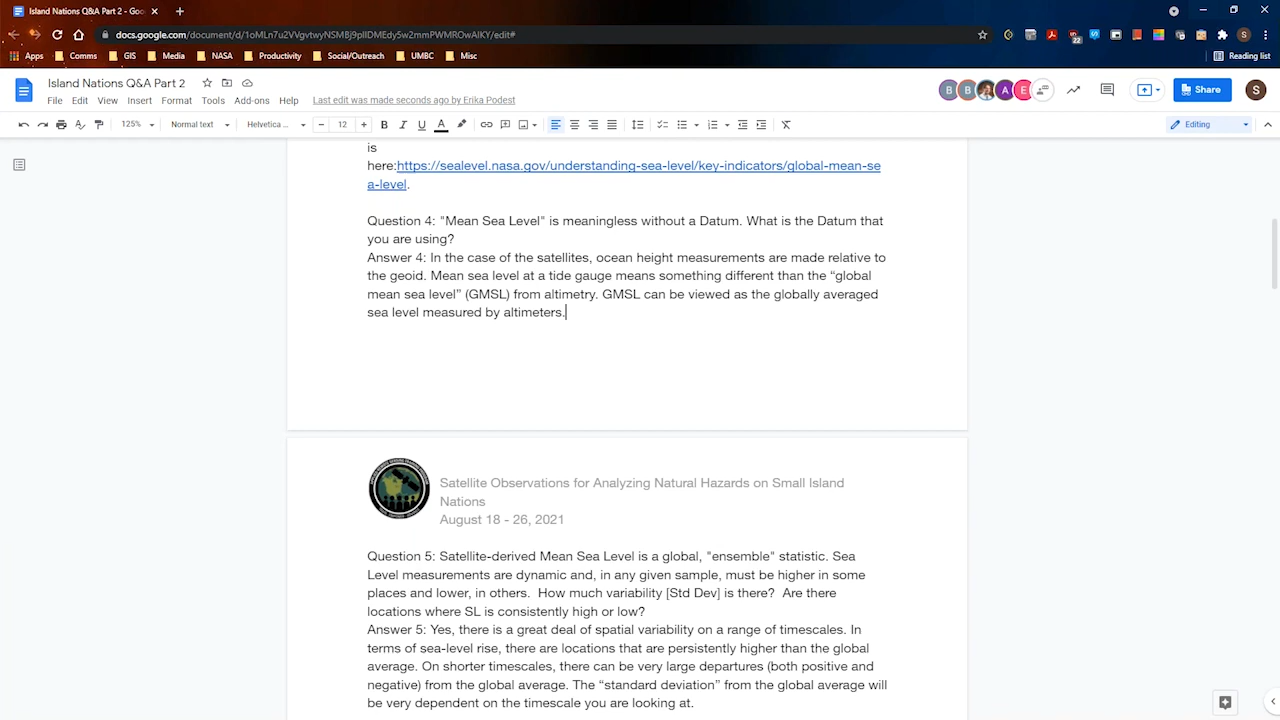 Island Nations Q&A Part 2 - Goo
docs.google.com/document/d/1oMLn7u2VVgvtwyNSMBj9pllDMEdy5w2mmPWMROwAlKY/edit#
S
Apps Comms GIS Media NASA Productivity Social/Outreach UMBC Misc Reading list
Island Nations Q&A Part 2
File Edit View Insert Format Tools Add-ons Help Last edit was made seconds ago by Erika Podest
B B A E Share S
125% Normal text Helvetica ... 12 B I U A Editing
is
here:https://sealevel.nasa.gov/understanding-sea-level/key-indicators/global-mean-se
a-level.
Question 4: "Mean Sea Level" is meaningless without a Datum. What is the Datum that
you are using?
Answer 4: In the case of the satellites, ocean height measurements are made relative to
the geoid. Mean sea level at a tide gauge means something different than the “global
mean sea level” (GMSL) from altimetry. GMSL can be viewed as the globally averaged
sea level measured by altimeters.
Satellite Observations for Analyzing Natural Hazards on Small Island
Nations
August 18 - 26, 2021
Question 5: Satellite-derived Mean Sea Level is a global, "ensemble" statistic. Sea
Level measurements are dynamic and, in any given sample, must be higher in some
places and lower, in others. How much variability [Std Dev] is there? Are there
locations where SL is consistently high or low?
Answer 5: Yes, there is a great deal of spatial variability on a range of timescales. In
terms of sea-level rise, there are locations that are persistently higher than the global
average. On shorter timescales, there can be very large departures (both positive and
negative) from the global average. The “standard deviation” from the global average will
be very dependent on the timescale you are looking at.